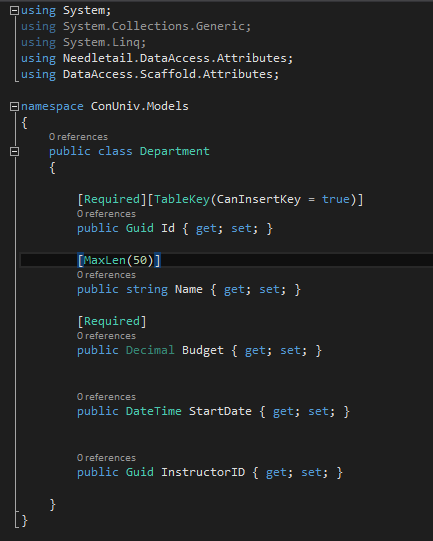 using System;
using System.Collections.Generic;
using System.Linq;
using Needletail.DataAccess.Attributes;
using DataAccess.Scaffold.Attributes;
namespace ConUniv.Models
{
0 references
public class Department
{
[Required][TableKey(CanInsertKey = true)]
0 references
public Guid Id { get; set; }
[MaxLen(50)]
0 references
public string Name { get; set; }
[Required]
0 references
public Decimal Budget { get; set; }
0 references
public DateTime StartDate { get; set; }
0 references
public Guid InstructorID { get; set; }
}
}